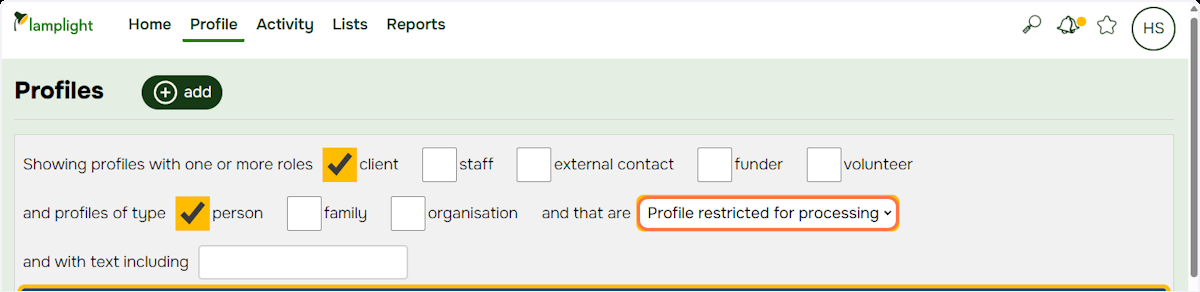 lamplight Home Profile Activity Lists Reports HS
Profiles add
Showing profiles with one or more roles client staff external contact funder volunteer
and profiles of type person family organisation and that are Profile restricted for processing
and with text including